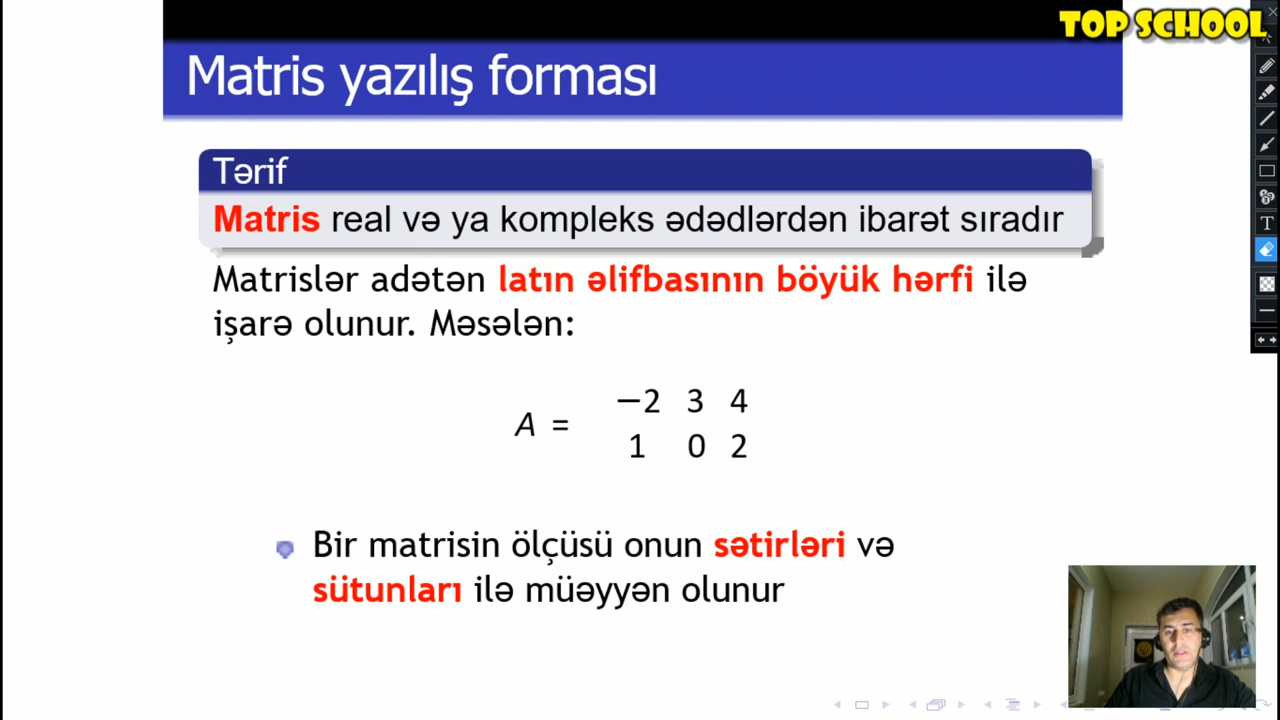 TOP SCHOOL
Matris yazılış forması
Tərif
Matris real və ya kompleks ədədlərdən ibarət sıradır
Matrislər adətən latın əlifbasının böyük hərfi ilə
işarə olunur. Məsələn:
−2 3 4
A =
1 0 2
Bir matrisin ölçüsü onun sətirləri və
sütunları ilə müəyyən olunur